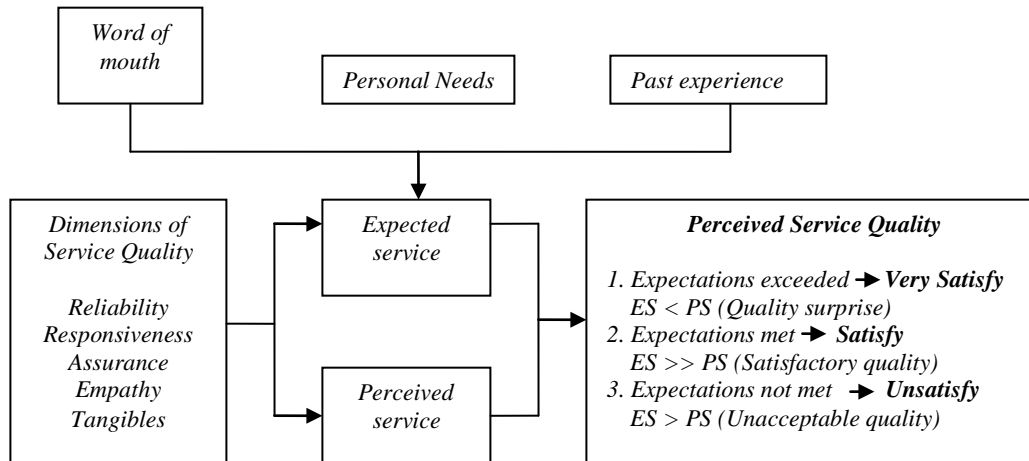 Word of
mouth
Personal Needs
Past experience
Dimensions of
Service Quality
Reliability
Responsiveness
Assurance
Empathy
Tangibles
Expected
service
Perceived
service
Perceived Service Quality
1. Expectations exceeded → Very Satisfy
ES < PS (Quality surprise)
2. Expectations met → Satisfy
ES >> PS (Satisfactory quality)
3. Expectations not met → Unsatisfy
ES > PS (Unacceptable quality)